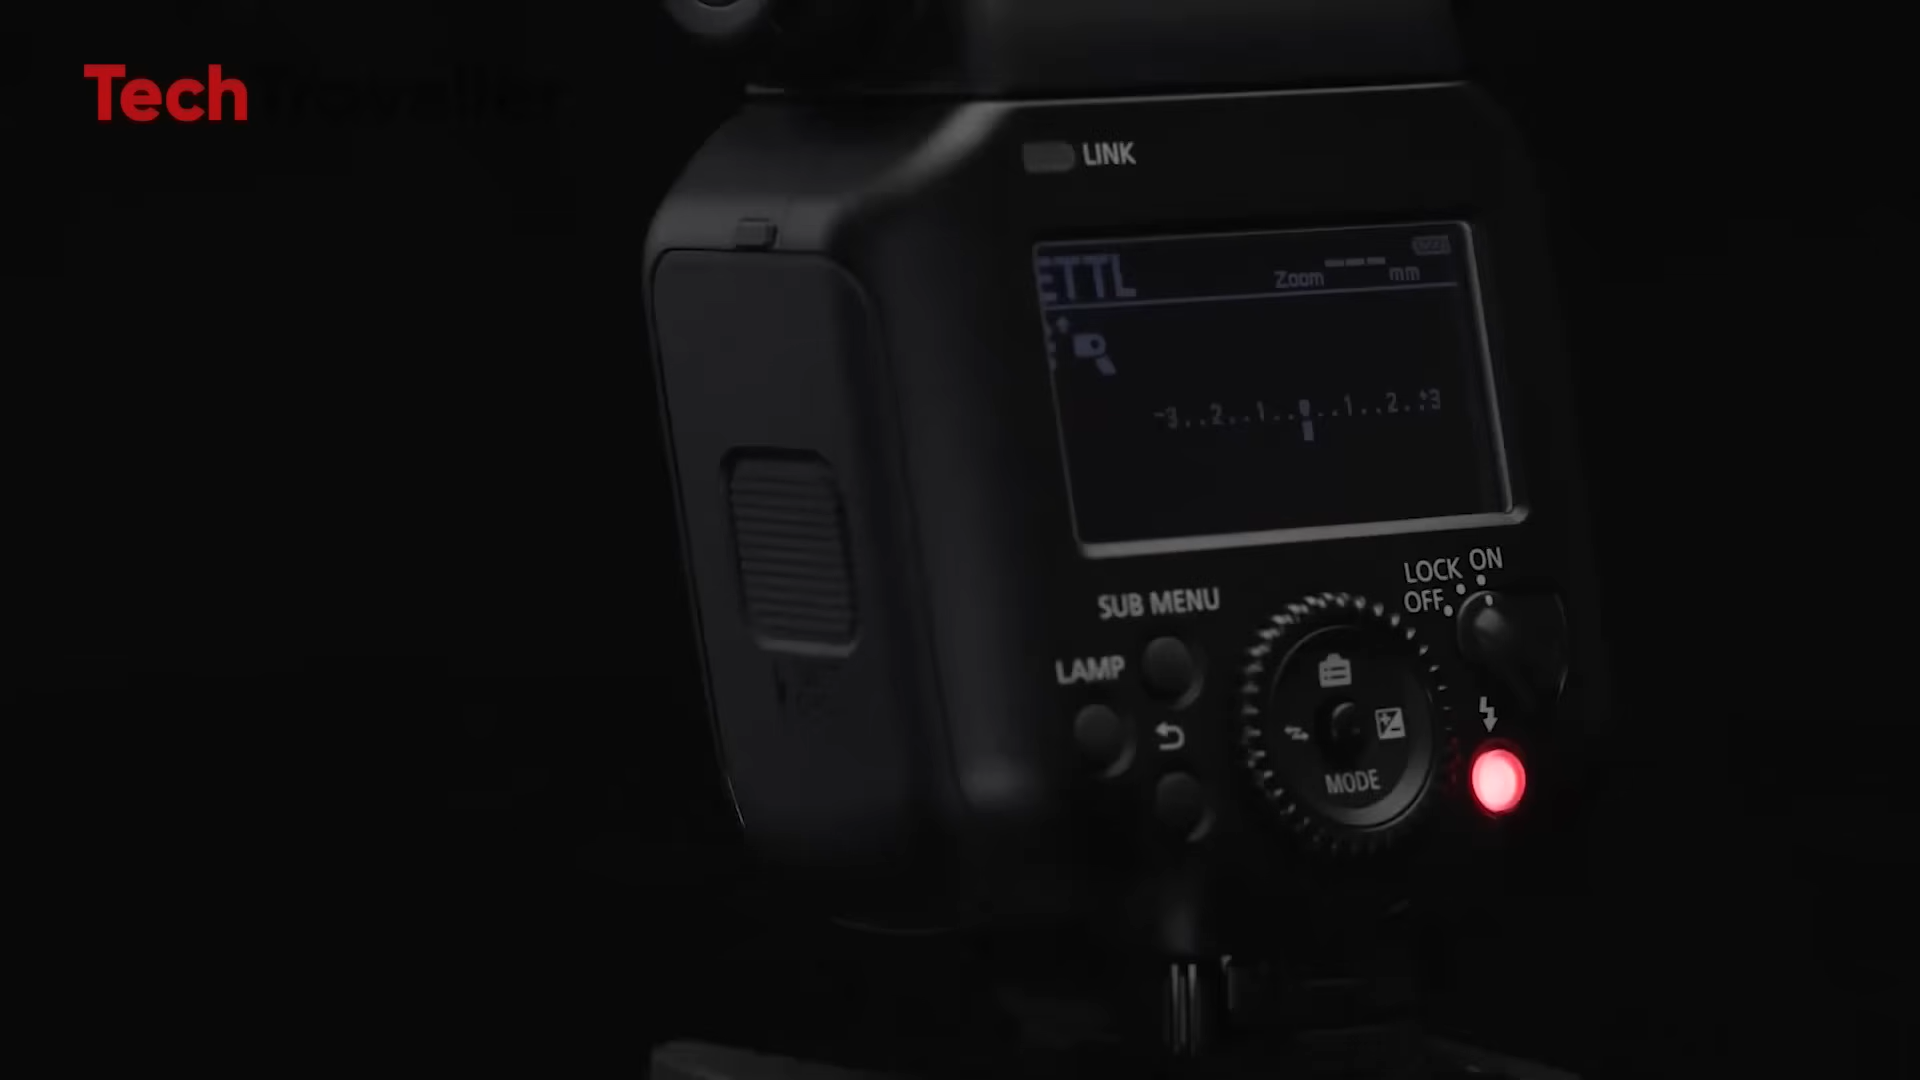 Tech Traveller
LINK
ETTL
Zoom --- mm
-3..2..1..0..1..2..+3
LOCK ON
OFF
SUB MENU
LAMP
MODE